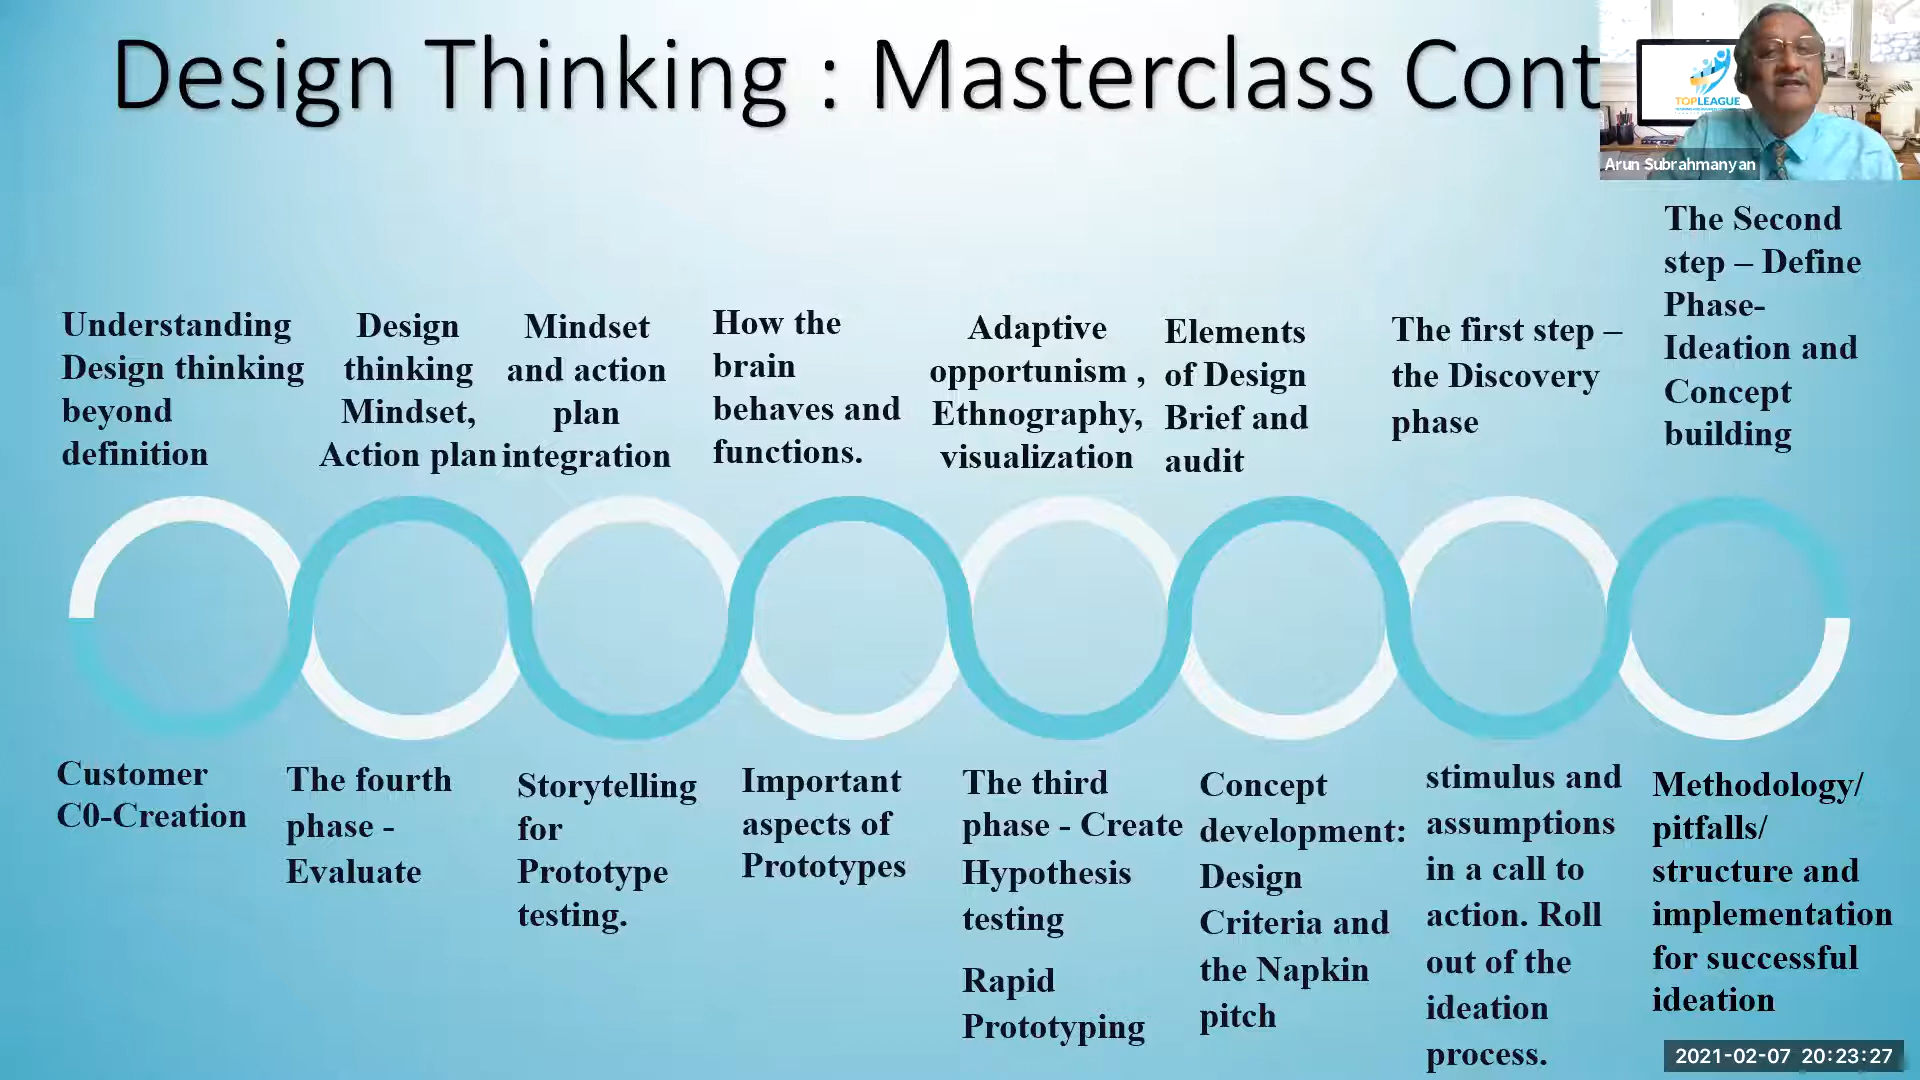 Design Thinking : Masterclass Cont
TOPLEAGUE
Arun Subrahmanyan
Understanding
Design thinking
beyond
definition
Design
thinking
Mindset,
Action plan
Mindset
and action
plan
integration
How the
brain
behaves and
functions.
Adaptive
opportunism ,
Ethnography,
visualization
Elements
of Design
Brief and
audit
The first step –
the Discovery
phase
The Second
step – Define
Phase-
Ideation and
Concept
building
Customer
C0-Creation
The fourth
phase -
Evaluate
Storytelling
for
Prototype
testing.
Important
aspects of
Prototypes
The third
phase - Create
Hypothesis
testing
Rapid
Prototyping
Concept
development:
Design
Criteria and
the Napkin
pitch
stimulus and
assumptions
in a call to
action. Roll
out of the
ideation
process.
Methodology/
pitfalls/
structure and
implementation
for successful
ideation
2021-02-07 20:23:27